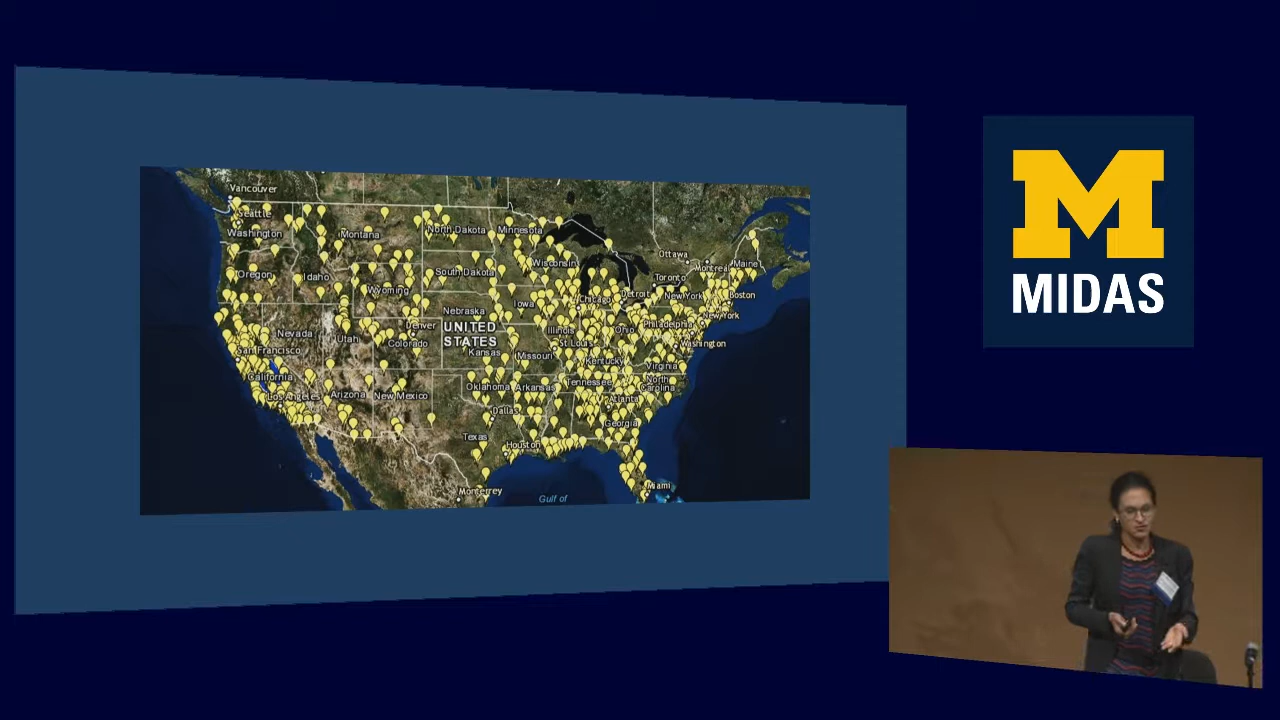 Vancouver
Seattle
Washington
Montana
North Dakota
Minnesota
Ottawa
Montreal
Maine
Oregon
Idaho
South Dakota
Wisconsin
Toronto
Wyoming
Iowa
Chicago
Detroit
New York
Boston
Nebraska
New York
Nevada
Utah
Denver
Colorado
UNITED
STATES
Kansas
Illinois
St Louis
Ohio
Philadelphia
Washington
San Francisco
Missouri
Kentucky
Virginia
California
Oklahoma
Arkansas
Tennessee
North
Carolina
Los Angeles
Arizona
New Mexico
Dallas
Atlanta
Georgia
Texas
Houston
Monterrey
Gulf of
Miami
M
MIDAS